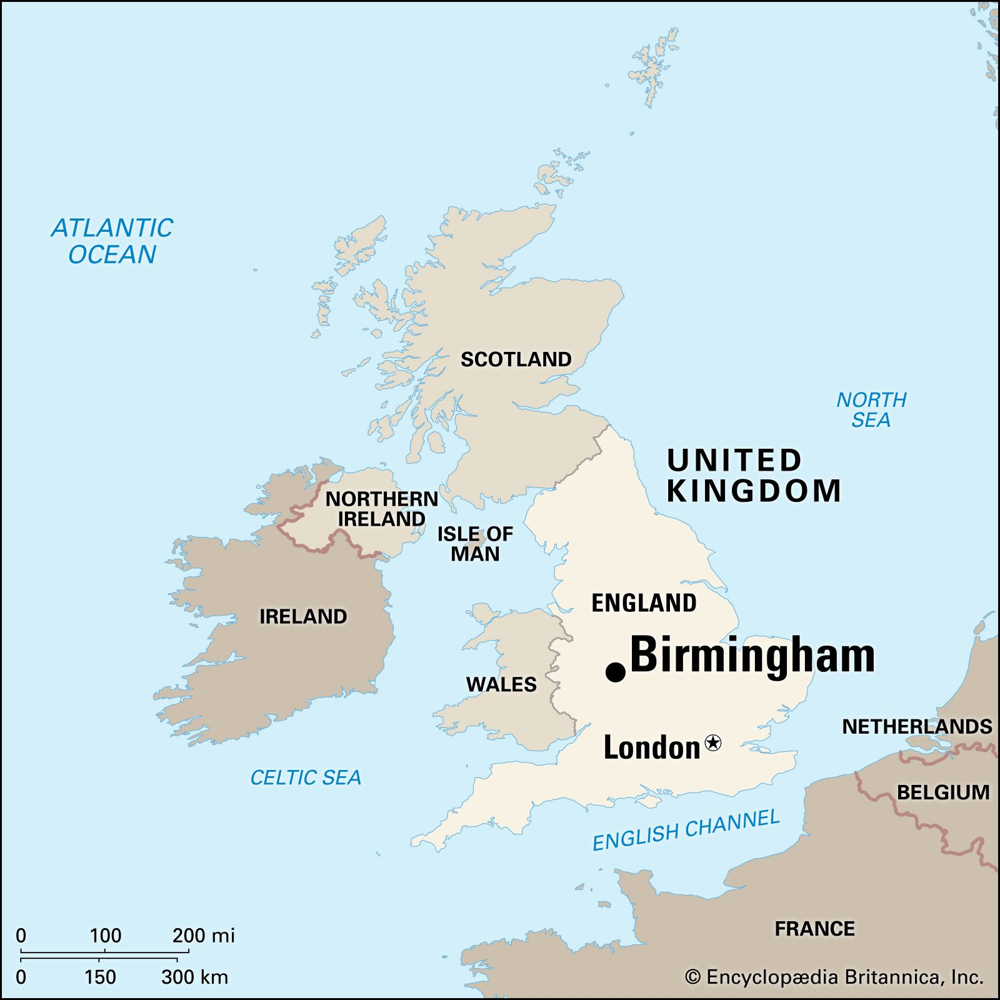 ATLANTIC
OCEAN
SCOTLAND
NORTH
SEA
UNITED
KINGDOM
NORTHERN
IRELAND
ISLE OF
MAN
ENGLAND
IRELAND
Birmingham
WALES
NETHERLANDS
London
CELTIC SEA
BELGIUM
ENGLISH CHANNEL
FRANCE
0 100 200 mi
0 150 300 km
© Encyclopædia Britannica, Inc.